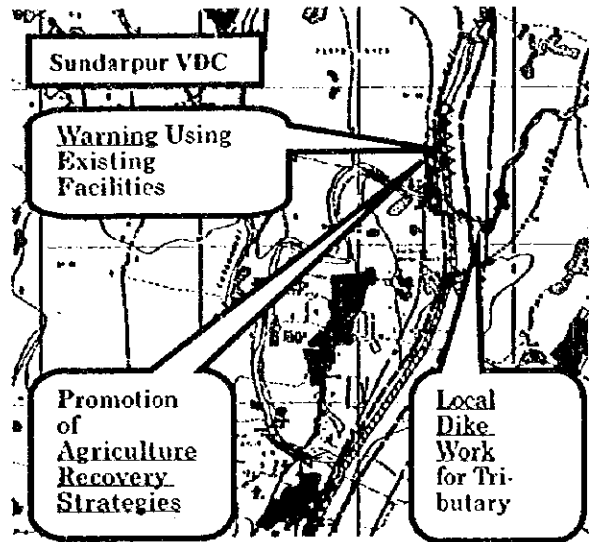 Sundarpur VDC
Warning Using
Existing
Facilities
Promotion
of
Agriculture
Recovery
Strategies
Local
Dike
Work
for Tri-
butary